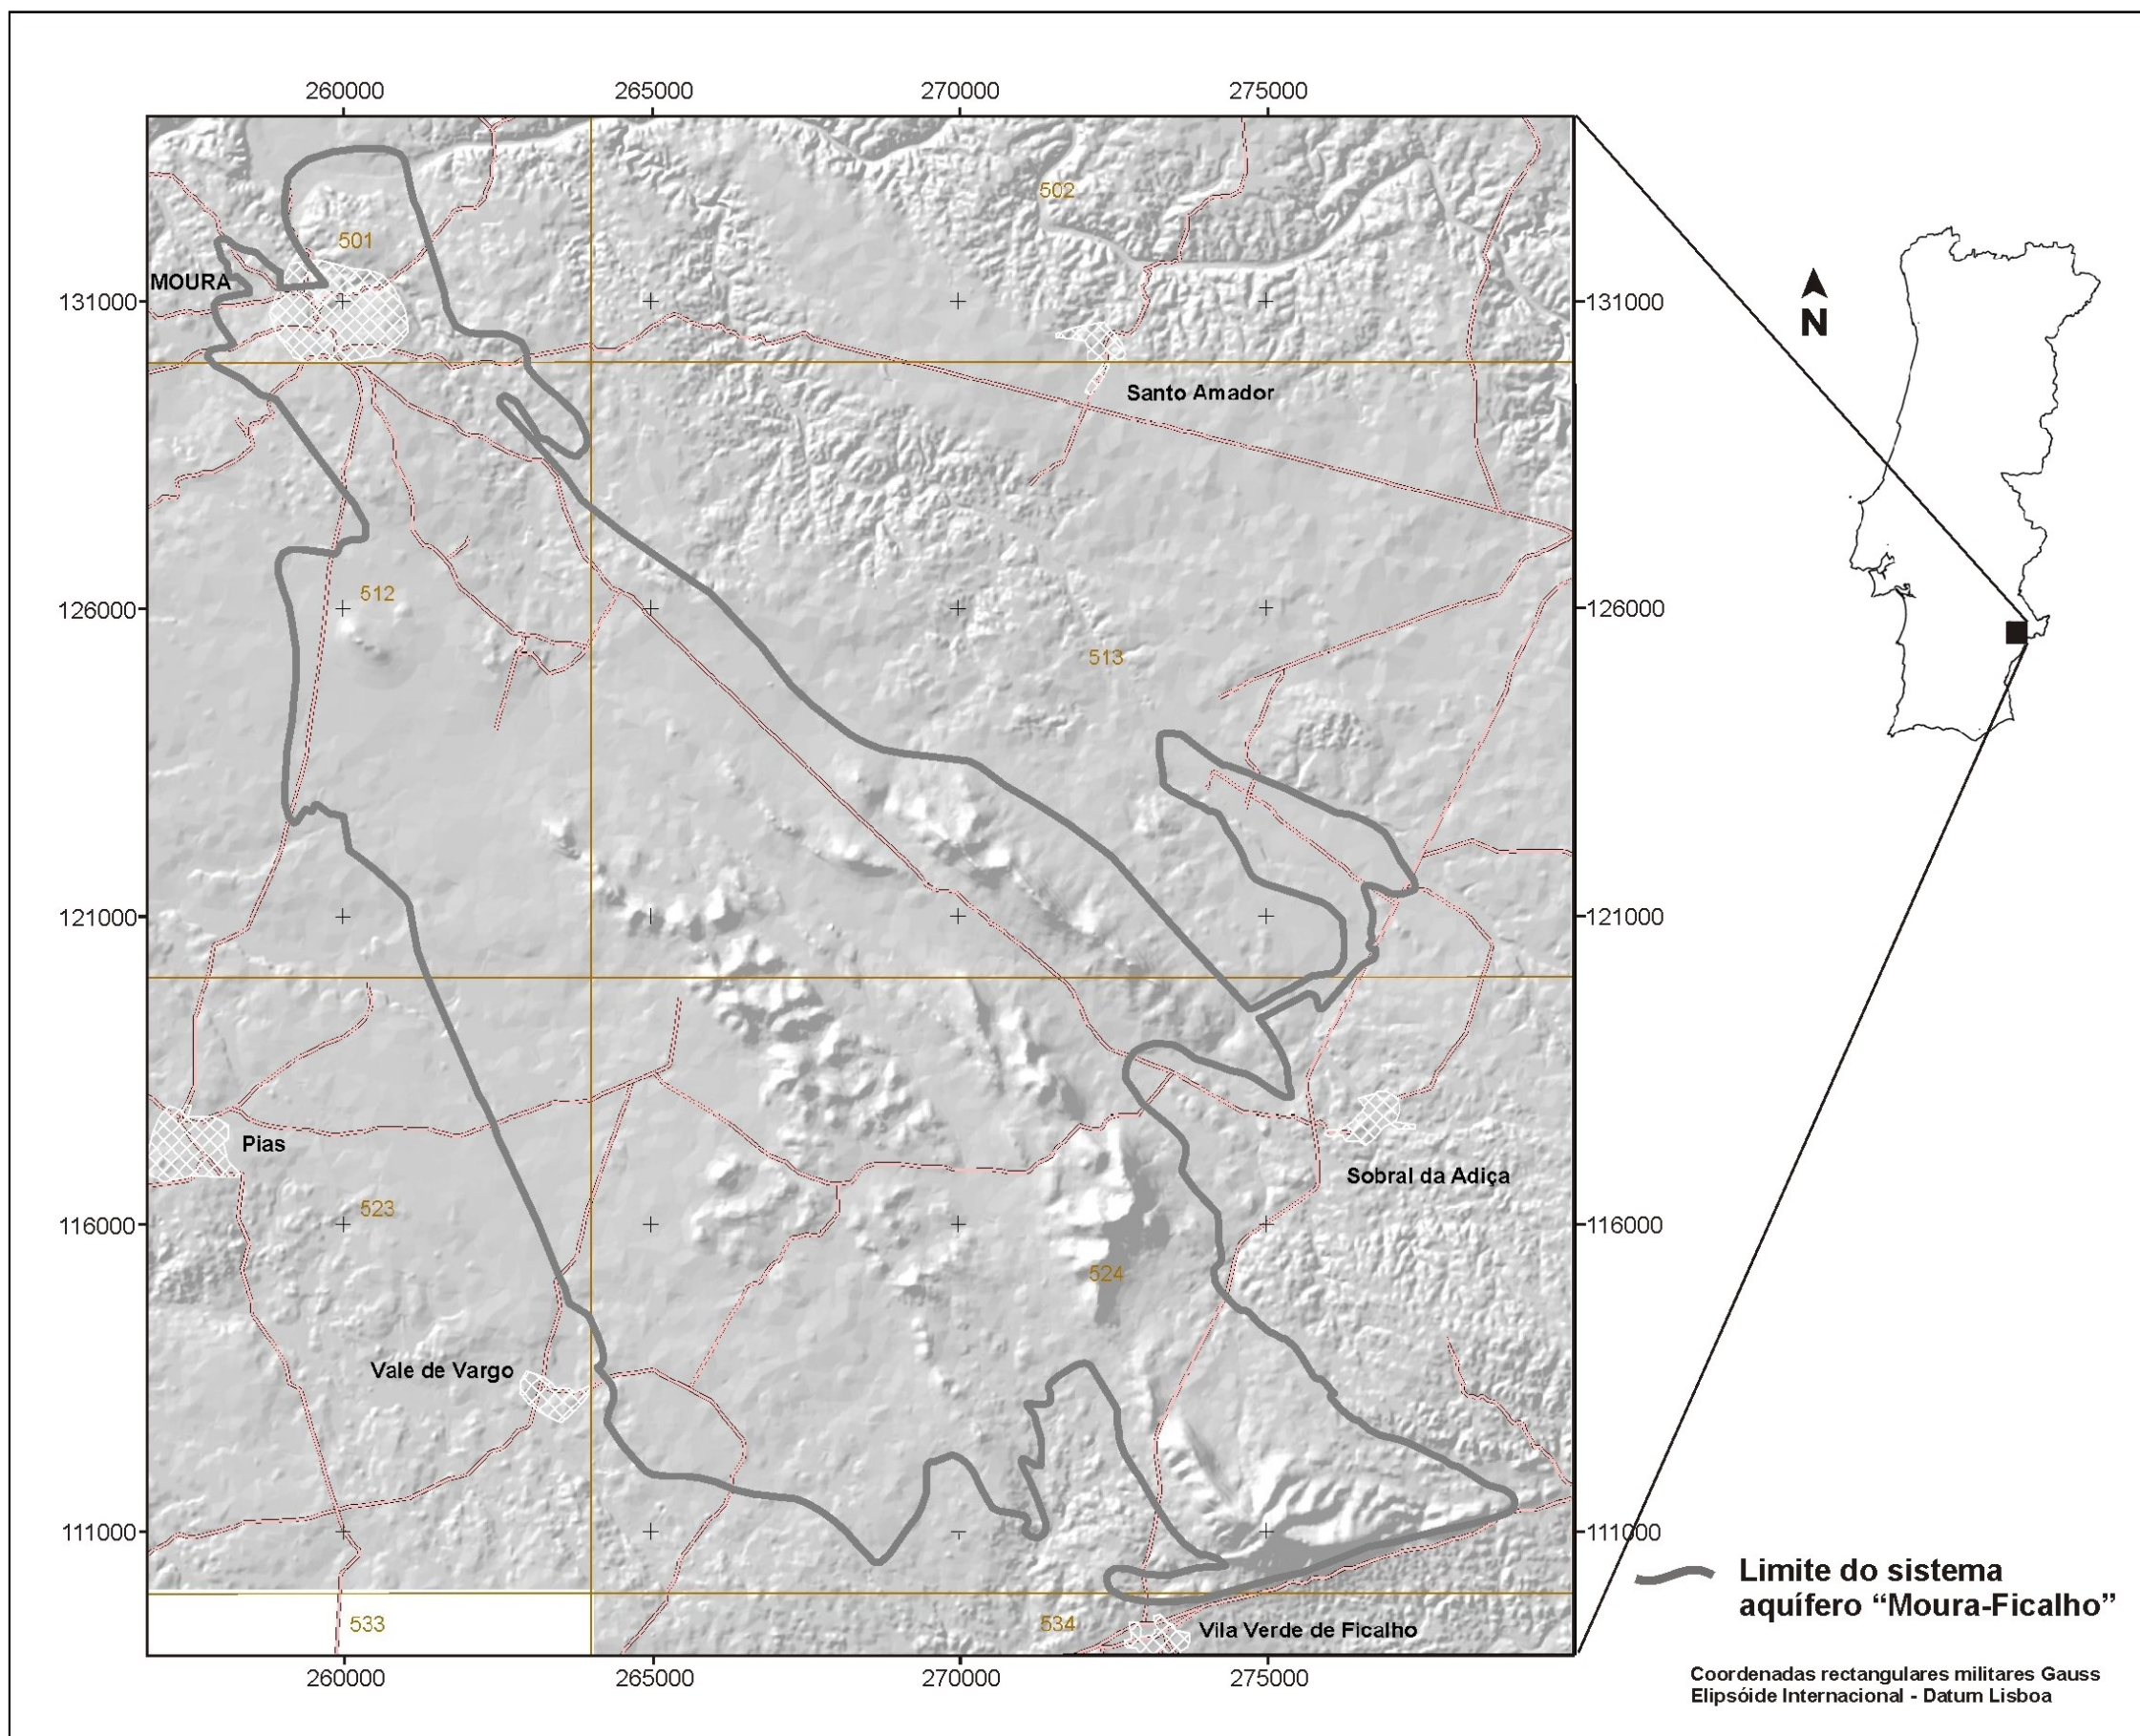 260000
265000
270000
275000
502
501
MOURA
N
131000
131000
Santo Amador
512
126000
126000
513
121000
121000
Pias
Sobral da Adiça
523
116000
116000
524
Vale de Vargo
111000
111000
Limite do sistema
aquífero “Moura-Ficalho”
533
534
Vila Verde de Ficalho
260000
265000
270000
275000
Coordenadas rectangulares militares Gauss
Elipsóide Internacional - Datum Lisboa